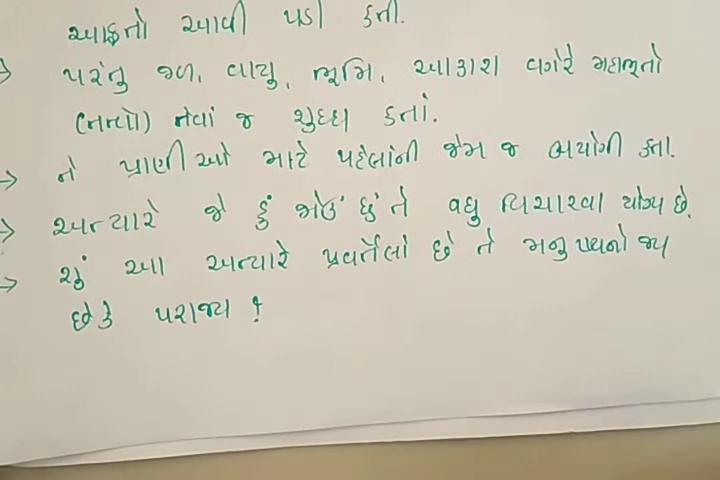 આફતો આવી પડી હતી.
→ પરંતુ જળ, વાયુ, ભૂમિ, આકાશ વગેરે મહાભૂતો
(તત્વો) તેવાં જ શુદ્ધ હતાં.
→ તે પ્રાણીઓ માટે પહેલાંની જેમ જ ભયોગી હતા.
→ અત્યારે જે હું જોઉં છું તે વધુ વિચારવા યોગ્ય છે.
→ શું આ અત્યારે પ્રવર્તેલાં છે તે મનુષ્યનો જય
છે કે પરાજય !